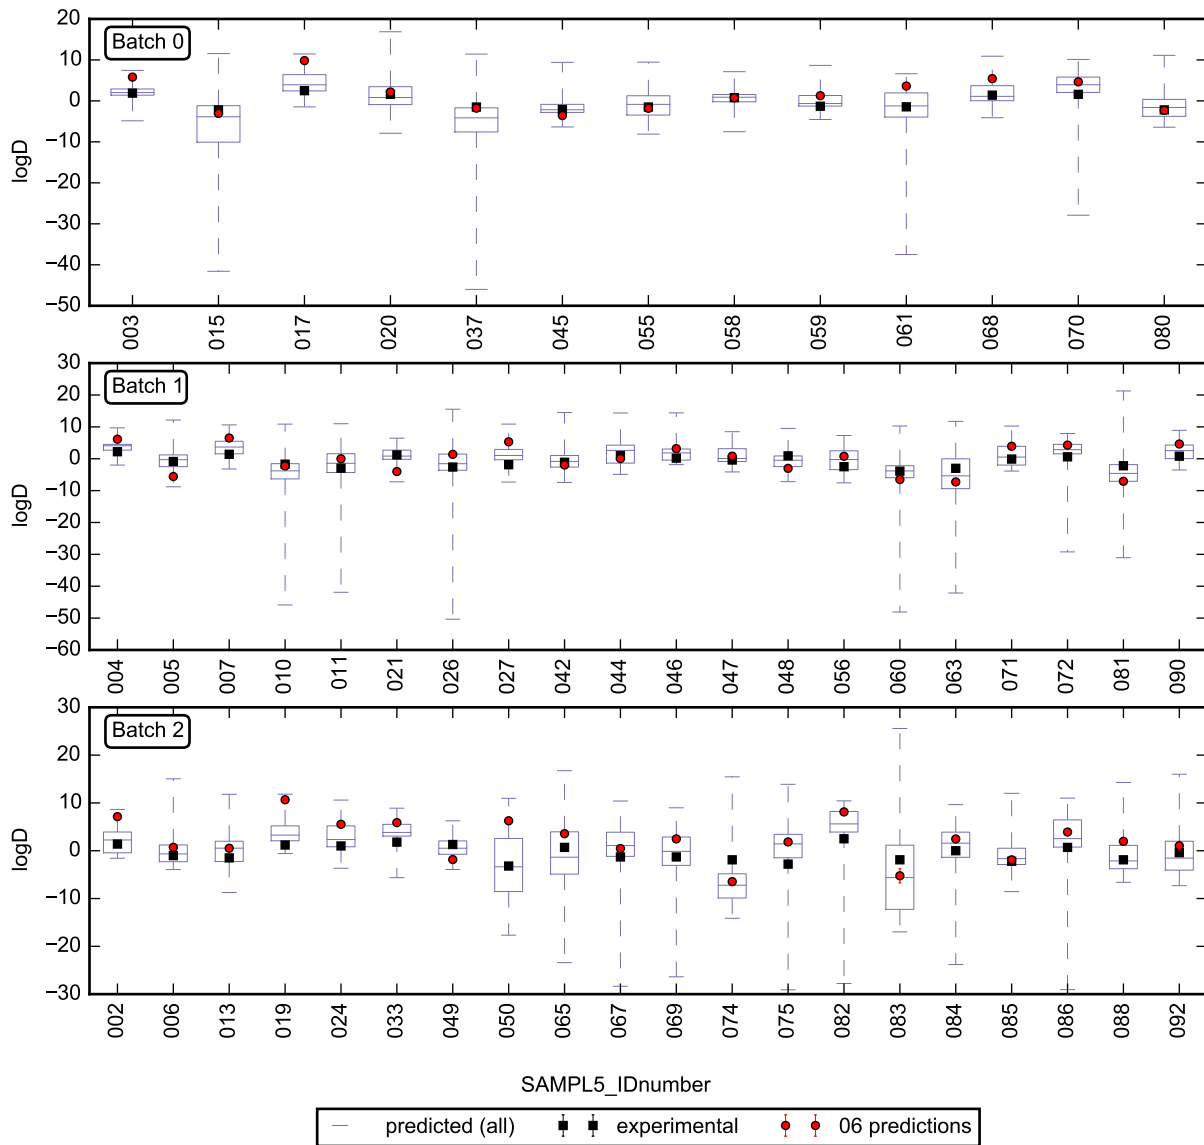 20
Batch 0
10
0
−10
−20
−30
−40
−50
logD
003 015 017 020 037 045 055 058 059 061 068 070 080
30
Batch 1
20
10
0
−10
−20
−30
−40
−50
−60
logD
004 005 007 010 011 021 026 027 042 044 046 047 048 056 060 063 071 072 081 090
30
Batch 2
20
10
0
−10
−20
−30
logD
002 006 013 019 024 033 049 050 065 067 069 074 075 082 083 084 085 086 088 092
SAMPL5_IDnumber
predicted (all) experimental 06 predictions